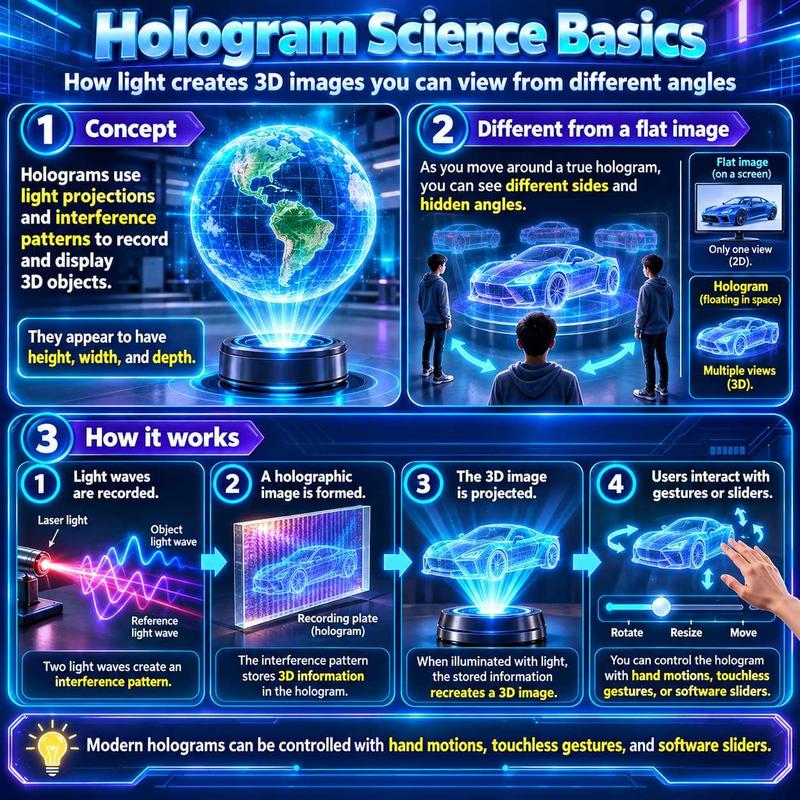 Hologram Science Basics
How light creates 3D images you can view from different angles
1 Concept
Holograms use
light projections
and interference
patterns to record
and display
3D objects.
They appear to have
height, width, and depth.
2 Different from a flat image
As you move around a true hologram,
you can see different sides and
hidden angles.
Flat image
(on a screen)
Only one view
(2D).
Hologram
(floating in space)
Multiple views
(3D).
3 How it works
1 Light waves
are recorded.
Laser light
Object
light wave
Reference
light wave
Two light waves create an
interference pattern.
2 A holographic
image is formed.
Recording plate
(hologram)
The interference pattern
stores 3D information
in the hologram.
3 The 3D image
is projected.
When illuminated with light,
the stored information
recreates a 3D image.
4 Users interact with
gestures or sliders.
Rotate Resize Move
You can control the hologram
with hand motions, touchless
gestures, or software sliders.
Modern holograms can be controlled with hand motions, touchless gestures, and software sliders.